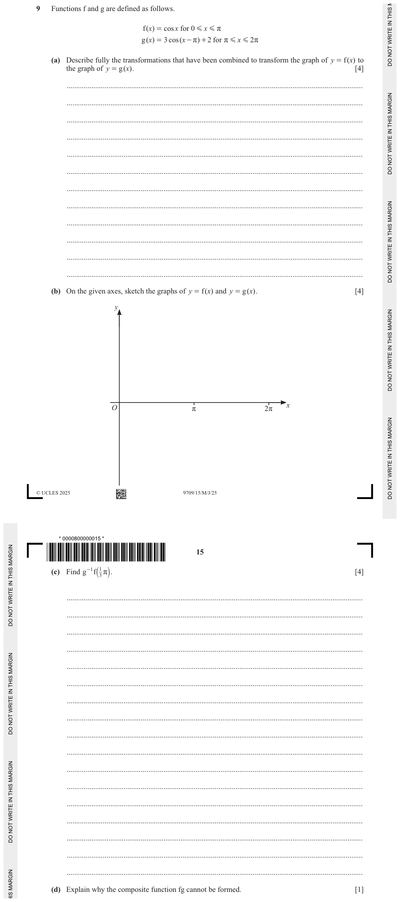 9 Functions f and g are defined as follows.
f(x) = cos x for 0 ⩽ x ⩽ π
g(x) = 3 cos(x − π) + 2 for π ⩽ x ⩽ 2π
(a) Describe fully the transformations that have been combined to transform the graph of y = f(x) to
the graph of y = g(x). [4]
(b) On the given axes, sketch the graphs of y = f(x) and y = g(x). [4]
y
O π 2π x
© UCLES 2025 9709/15/M/J/25
DO NOT WRITE IN THIS MARGIN
DO NOT WRITE IN THIS MARGIN
DO NOT WRITE IN THIS MARGIN
DO NOT WRITE IN THIS MARGIN
DO NOT WRITE IN THIS MARGIN
* 0000800000015 *
15
(c) Find g⁻¹f(⅓π). [4]
(d) Explain why the composite function fg cannot be formed. [1]
DO NOT WRITE IN THIS MARGIN
DO NOT WRITE IN THIS MARGIN
DO NOT WRITE IN THIS MARGIN
IS MARGIN